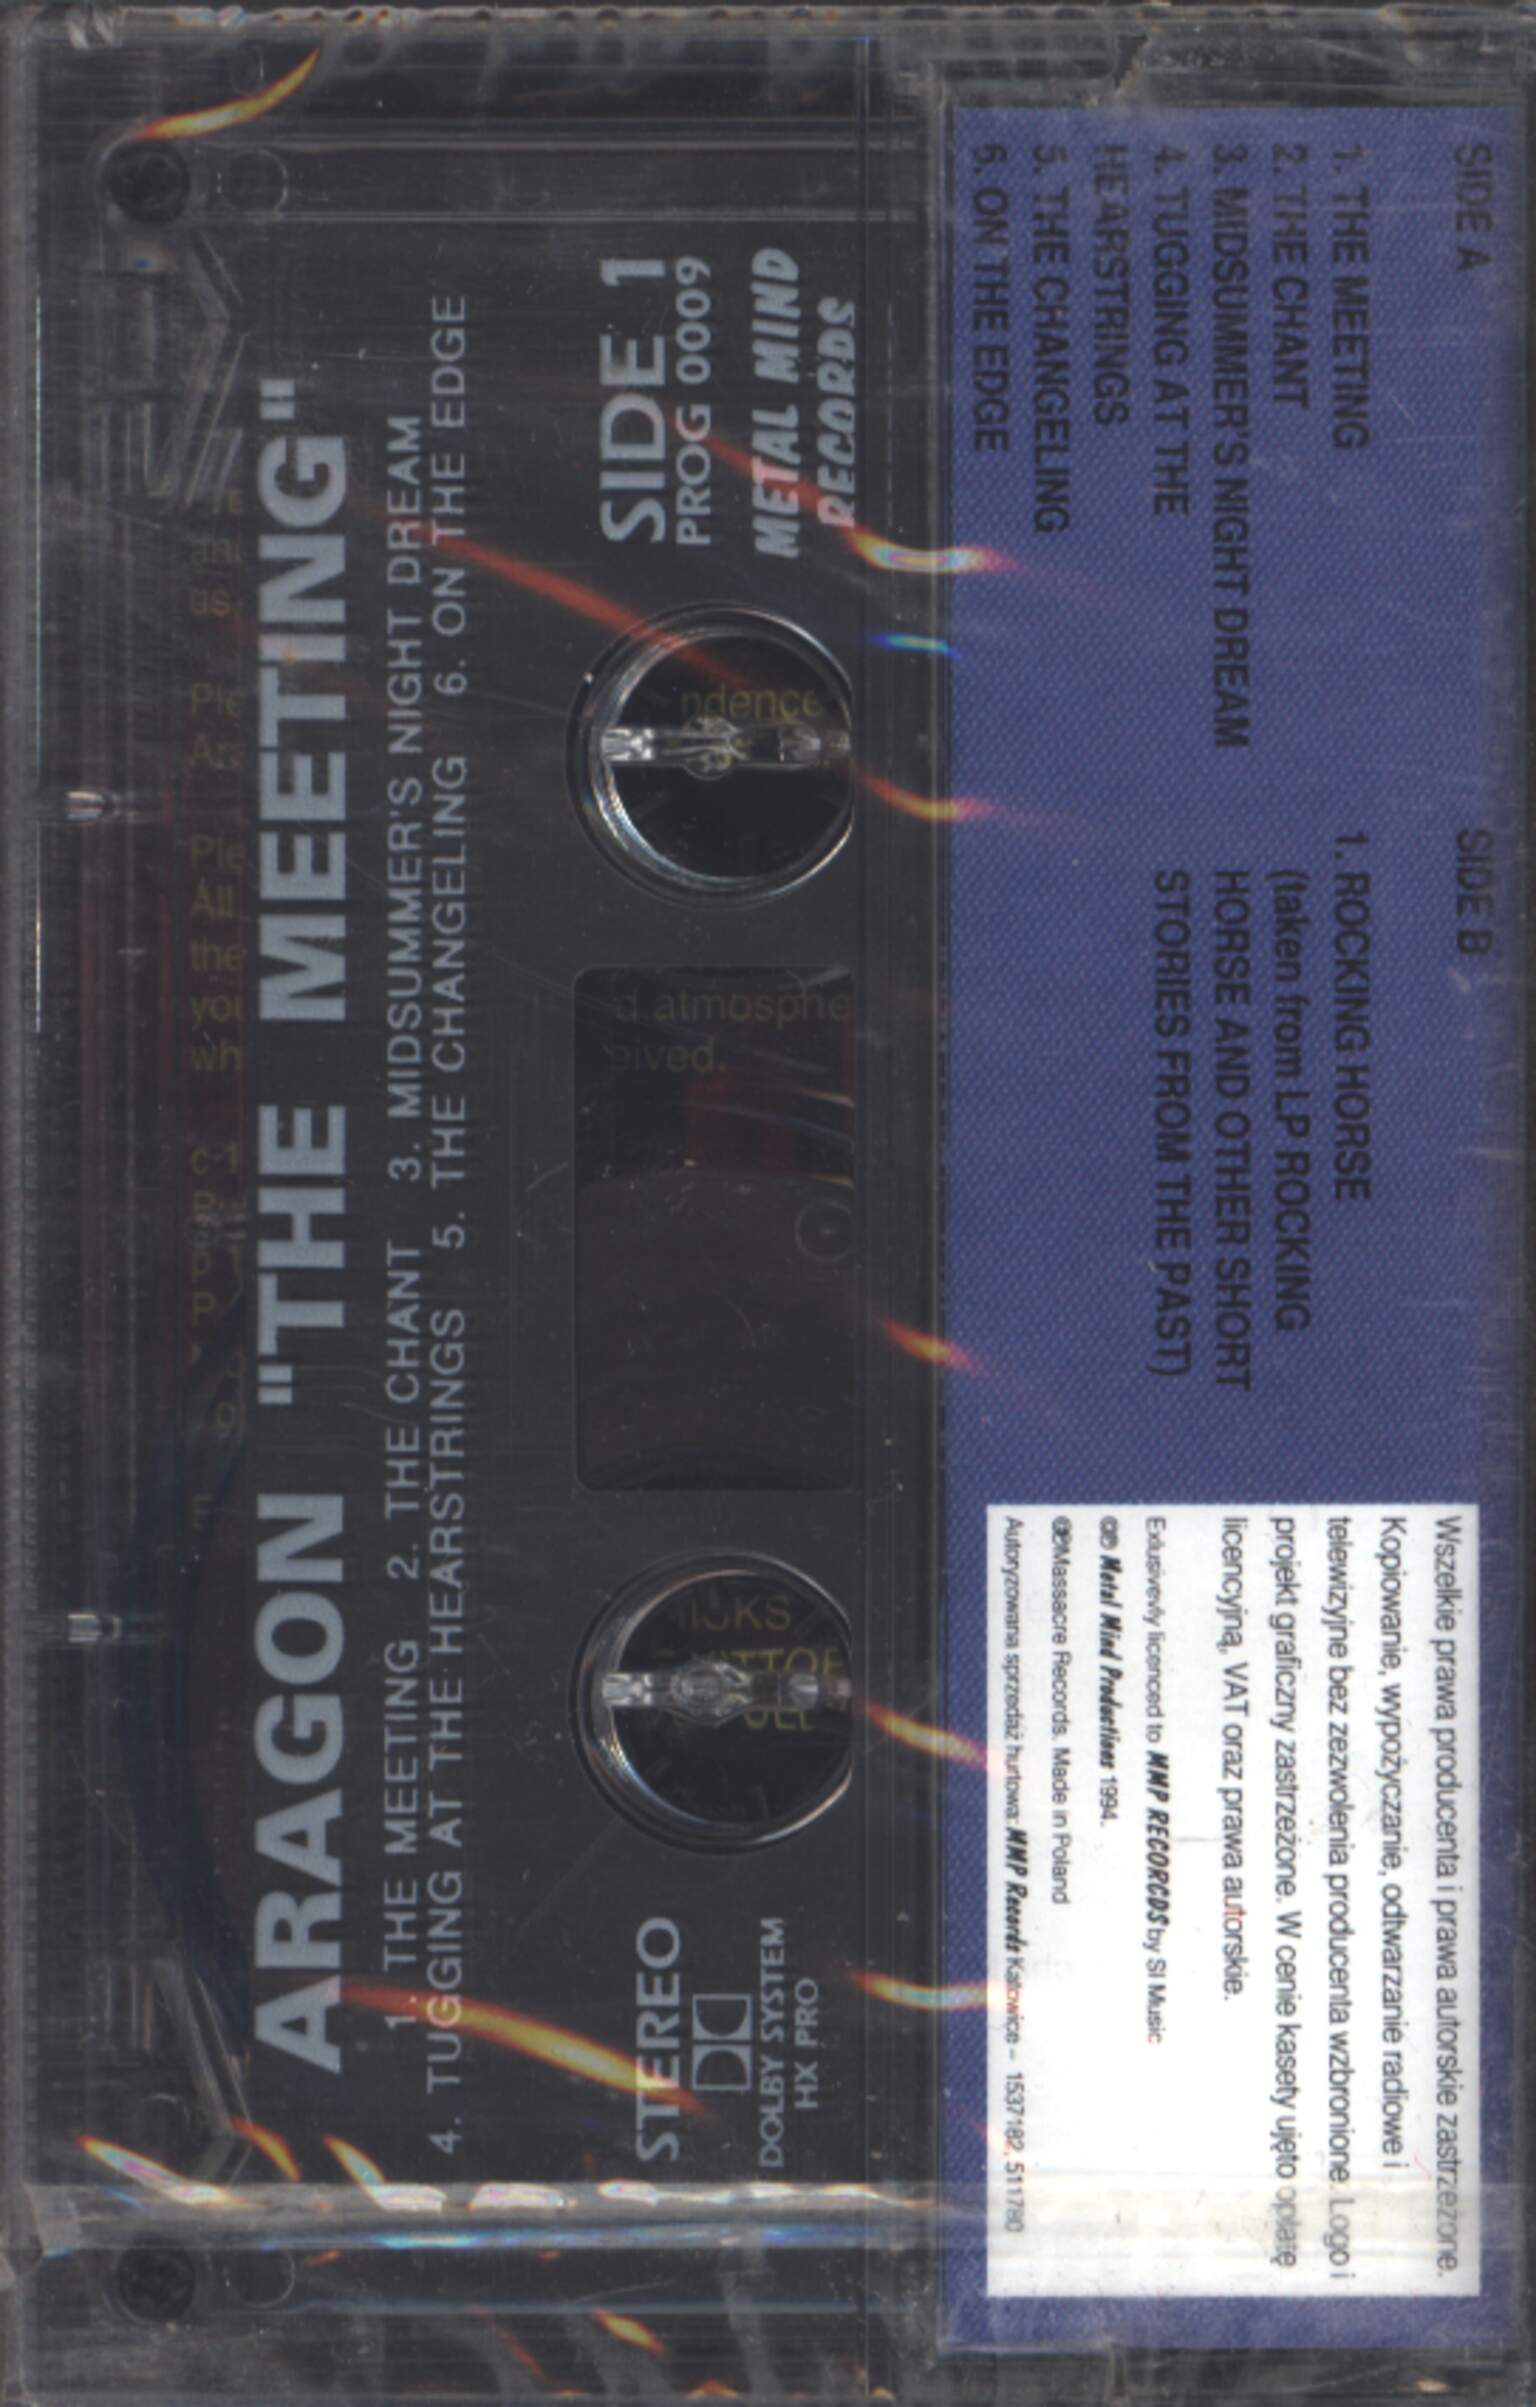 SIDE A
1. THE MEETING
2. THE CHANT
3. MIDSUMMER'S NIGHT DREAM
4. TUGGING AT THE
HEARSTRINGS
5. THE CHANGELING
6. ON THE EDGE
SIDE B
1. ROCKING HORSE
(taken from LP ROCKING
HORSE AND OTHER SHORT
STORIES FROM THE PAST)
Wszelkie prawa producenta i prawa autorskie zastrzeżone.
Kopiowanie, wypożyczanie, odtwarzanie radiowe i
telewizyjne bez zezwolenia producenta wzbronione. Logo i
projekt graficzny zastrzeżone. W cenie kasety ujęto opłatę
licencyjną, VAT oraz prawa autorskie.
Exlusivevly licenced to MMP RECORCDS by SI Music
©℗ Metal Mind Productions 1994.
©℗Massacre Records. Made in Poland
Autoryzowana sprzedaż hurtowa: MMP Records Katowice - 1537182, 511780
ARAGON "THE MEETING"
1. THE MEETING 2. THE CHANT 3. MIDSUMMER'S NIGHT DREAM
4. TUGGING AT THE HEARSTRINGS 5. THE CHANGELING 6. ON THE EDGE
STEREO
DOLBY SYSTEM
HX PRO
SIDE 1
PROG 0009
METAL MIND
RECORDS
ndence
d atmosphe
eived.
the